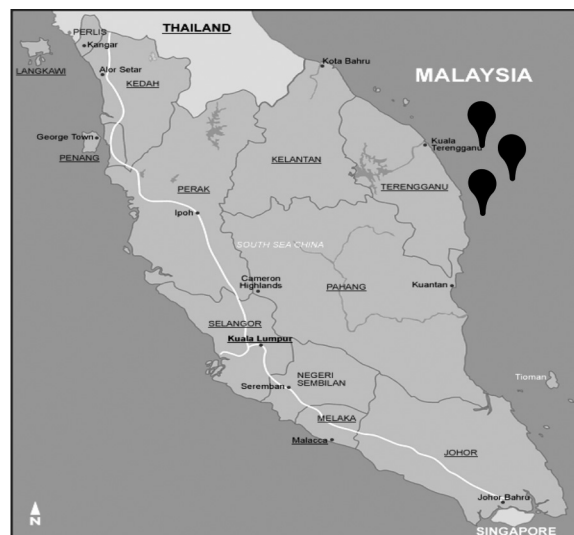 THAILAND
PERLIS
Kangar
LANGKAWI
Alor Setar
KEDAH
Kota Bahru
MALAYSIA
George Town
PENANG
Kuala
Terengganu
KELANTAN
PERAK
TERENGGANU
Ipoh
SOUTH SEA CHINA
Cameron
Highlands
PAHANG
Kuantan
SELANGOR
Kuala Lumpur
NEGERI
SEMBILAN
Seremban
Tioman
MELAKA
Malacca
JOHOR
Johor Bahru
N
SINGAPORE